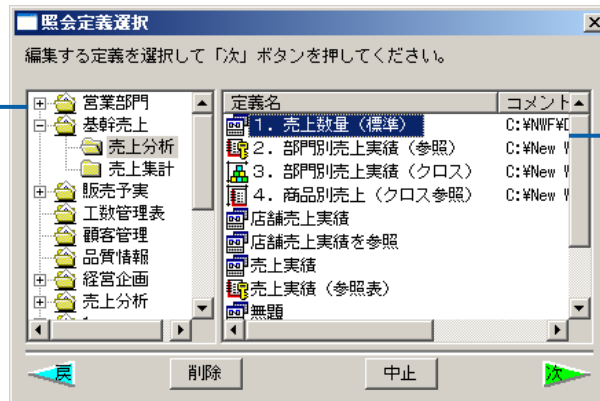 照会定義選択
編集する定義を選択して「次」ボタンを押してください。
営業部門
基幹売上
売上分析
売上集計
販売予実
工数管理表
顧客管理
品質情報
経営企画
売上分析
定義名 コメント
1.売上数量(標準) C:¥NWF¥D
2.部門別売上実績(参照) C:¥New W
3.部門別売上実績(クロス) C:¥New W
4.商品別売上(クロス参照) C:¥New W
店舗売上実績
店舗売上実績を参照
売上実績
売上実績(参照表)
無題
戻 削除 中止 次